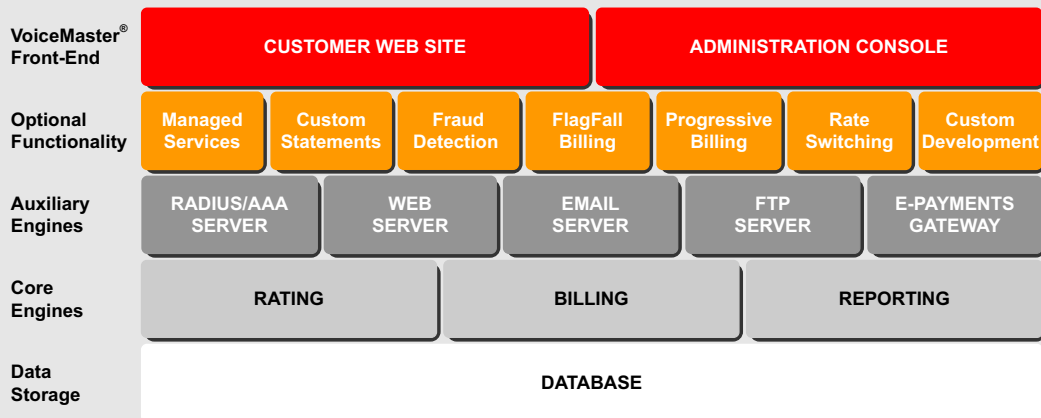 VoiceMaster®
Front-End
CUSTOMER WEB SITE
ADMINISTRATION CONSOLE
Optional
Functionality
Managed
Services
Custom
Statements
Fraud
Detection
FlagFall
Billing
Progressive
Billing
Rate
Switching
Custom
Development
Auxiliary
Engines
RADIUS/AAA
SERVER
WEB
SERVER
EMAIL
SERVER
FTP
SERVER
E-PAYMENTS
GATEWAY
Core
Engines
RATING
BILLING
REPORTING
Data
Storage
DATABASE